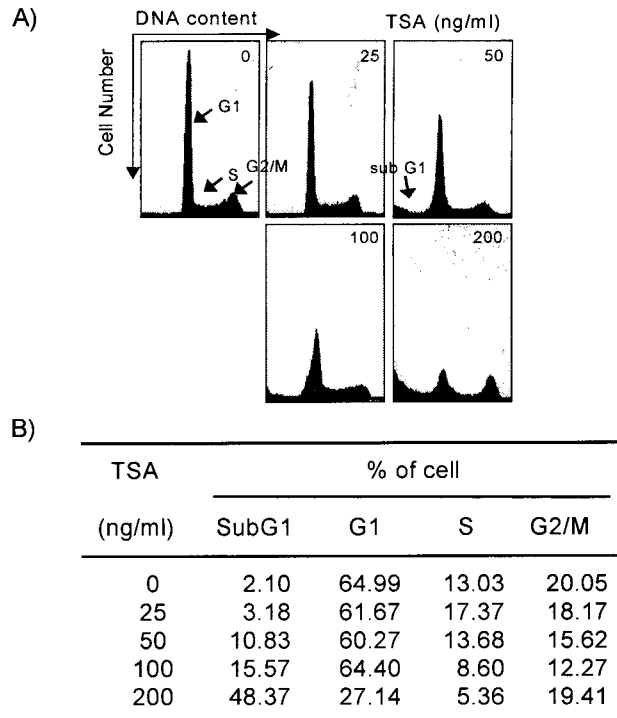 A)
DNA content
TSA (ng/ml)
Cell Number
0
G1
S
G2/M
25
50
sub G1
100
200
B)
TSA % of cell
(ng/ml) SubG1 G1 S G2/M
0 2.10 64.99 13.03 20.05
25 3.18 61.67 17.37 18.17
50 10.83 60.27 13.68 15.62
100 15.57 64.40 8.60 12.27
200 48.37 27.14 5.36 19.41